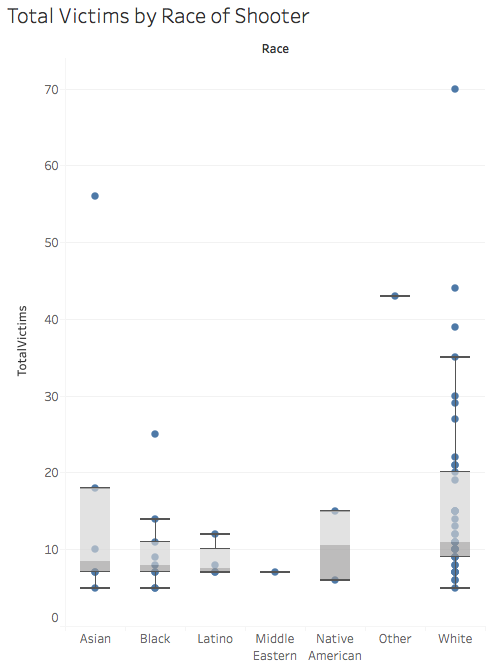 Total Victims by Race of Shooter
Race
TotalVictims
70
60
50
40
30
20
10
0
Asian
Black
Latino
Middle
Eastern
Native
American
Other
White